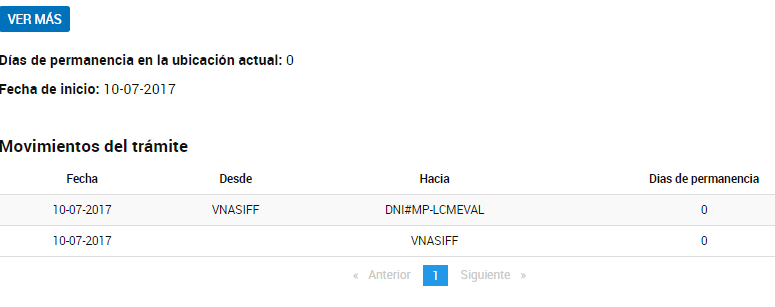 VER MÁS
Días de permanencia en la ubicación actual: 0
Fecha de inicio: 10-07-2017
Movimientos del trámite
Fecha Desde Hacia Dias de permanencia
10-07-2017 VNASIFF DNI#MP-LCMEVAL 0
10-07-2017 VNASIFF 0
« Anterior 1 Siguiente »